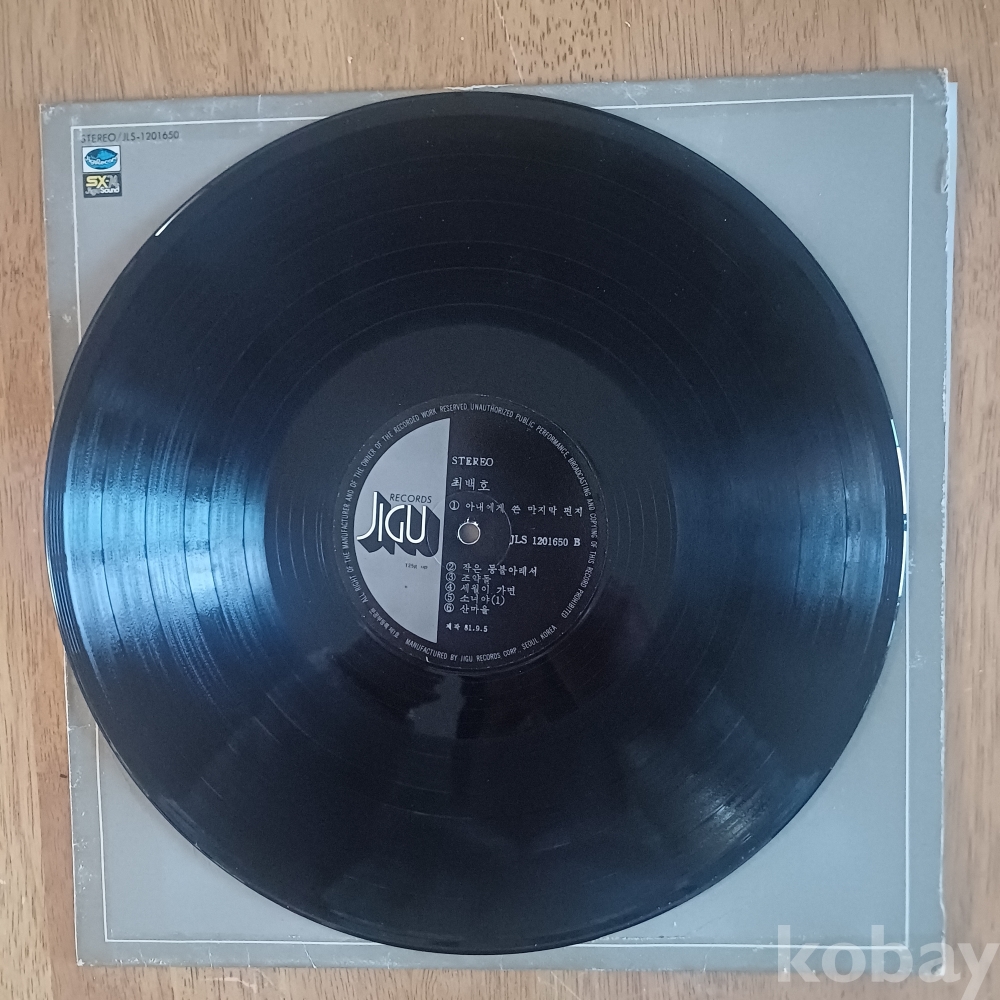 STEREO/JLS-1201650
SX-74
Jigu Sound
ALL RIGHT OF THE MANUFACTURER AND OF THE OWNER OF THE RECORDED WORK RESERVED UNAUTHORIZED PUBLIC PERFORMANCE BROADCASTING AND COPYING OF THIS RECORD PROHIBITED
STEREO
최백호
RECORDS
JIGU
① 아내에게 쓴 마지막 편지
JLS 1201650 B
② 작은 등불아래서
③ 조약돌
④ 세월이 가면
⑤ 소녀야(1)
⑥ 산마을
제작 81.9.5
MANUFACTURED BY JIGU RECORDS CORP., SEOUL, KOREA
kobay